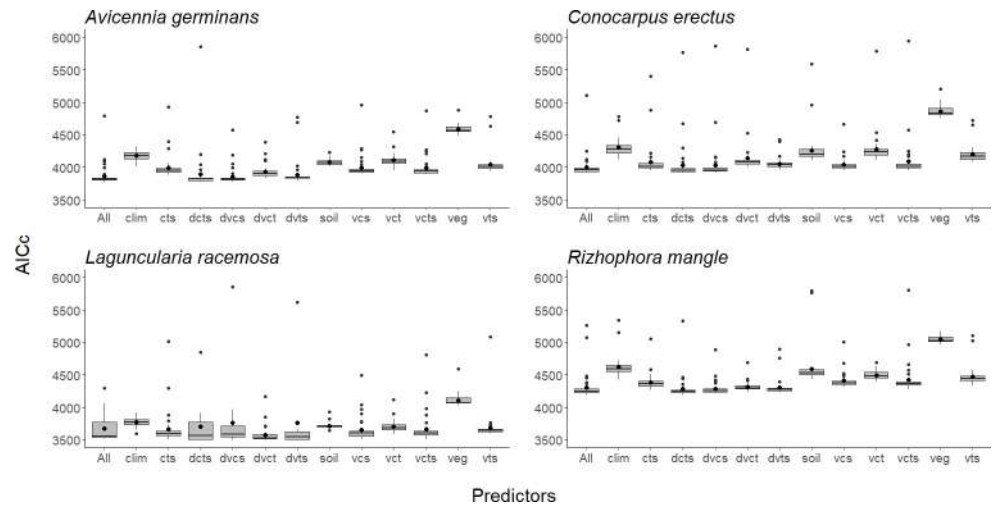 Avicennia germinans
Conocarpus erectus
6000
5500
5000
4500
4000
3500
All clim cts dcts dvcs dvct dvts soil vcs vct vcts veg vts
6000
5500
5000
4500
4000
3500
All clim cts dcts dvcs dvct dvts soil vcs vct vcts veg vts
AICc
Laguncularia racemosa
Rizhophora mangle
6000
5500
5000
4500
4000
3500
All clim cts dcts dvcs dvct dvts soil vcs vct vcts veg vts
6000
5500
5000
4500
4000
3500
All clim cts dcts dvcs dvct dvts soil vcs vct vcts veg vts
Predictors